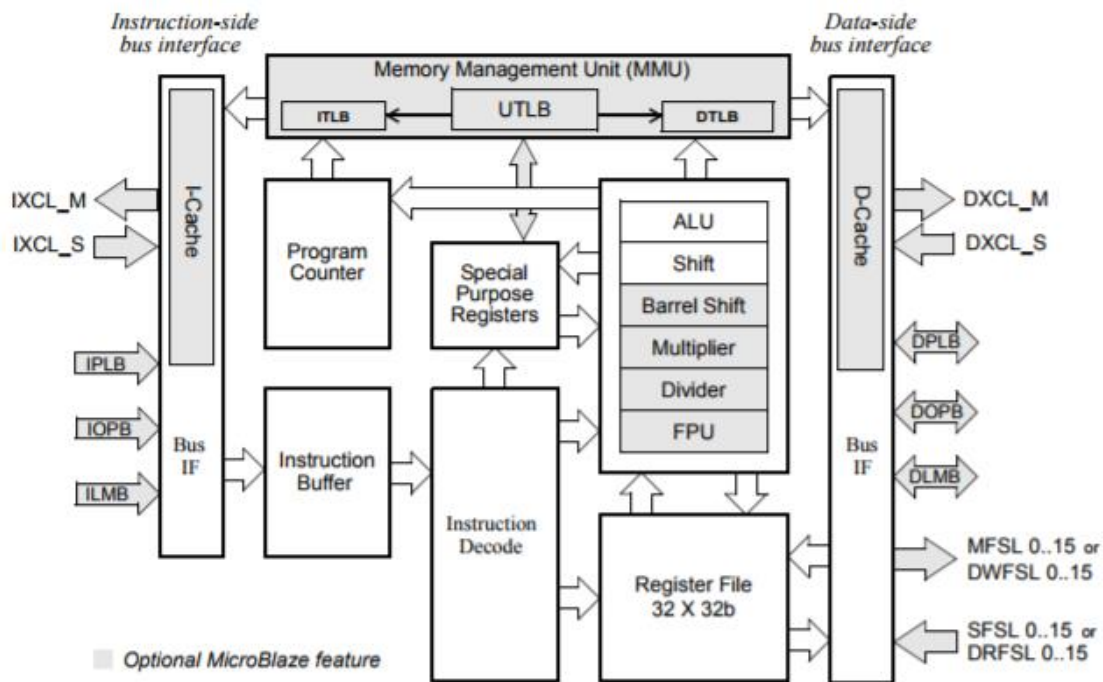 Instruction-side
bus interface
Data-side
bus interface
Memory Management Unit (MMU)
ITLB
UTLB
DTLB
I-Cache
D-Cache
IXCL_M
IXCL_S
DXCL_M
DXCL_S
Program
Counter
Special
Purpose
Registers
ALU
Shift
Barrel Shift
Multiplier
Divider
FPU
IPLB
IOPB
ILMB
Bus
IF
Instruction
Buffer
Instruction
Decode
Register File
32 X 32b
Bus
IF
DPLB
DOPB
DLMB
MFSL 0..15 or
DWFSL 0..15
SFSL 0..15 or
DRFSL 0..15
Optional MicroBlaze feature